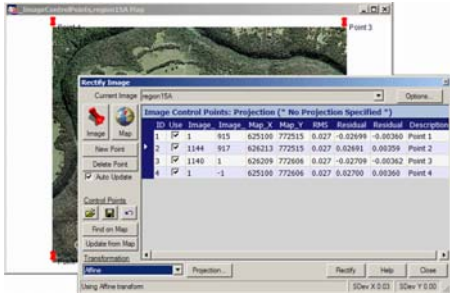 _ImageControlPoints,region15A Map
Point 4
Point 3
Rectify Image
Current Image region15A
Options...
Image Map
New Point
Delete Point
Auto Update
Control Points
Find on Map
Update from Map
Transformation
Affine
Image Control Points: Projection (* No Projection Specified *)
ID Use Image_ Image_ Map_X Map_Y RMS Residual Residual Description
1 1 915 625100 772515 0.027 -0.02699 -0.00360 Point 1
2 1144 917 626213 772515 0.027 0.02691 0.00359 Point 2
3 1140 1 626209 772606 0.027 -0.02709 -0.00362 Point 3
4 1 -1 625100 772606 0.027 0.02700 0.00360 Point 4
Projection... Rectify Help Close
Using Affine transform SDev X 0.03 SDev Y 0.00